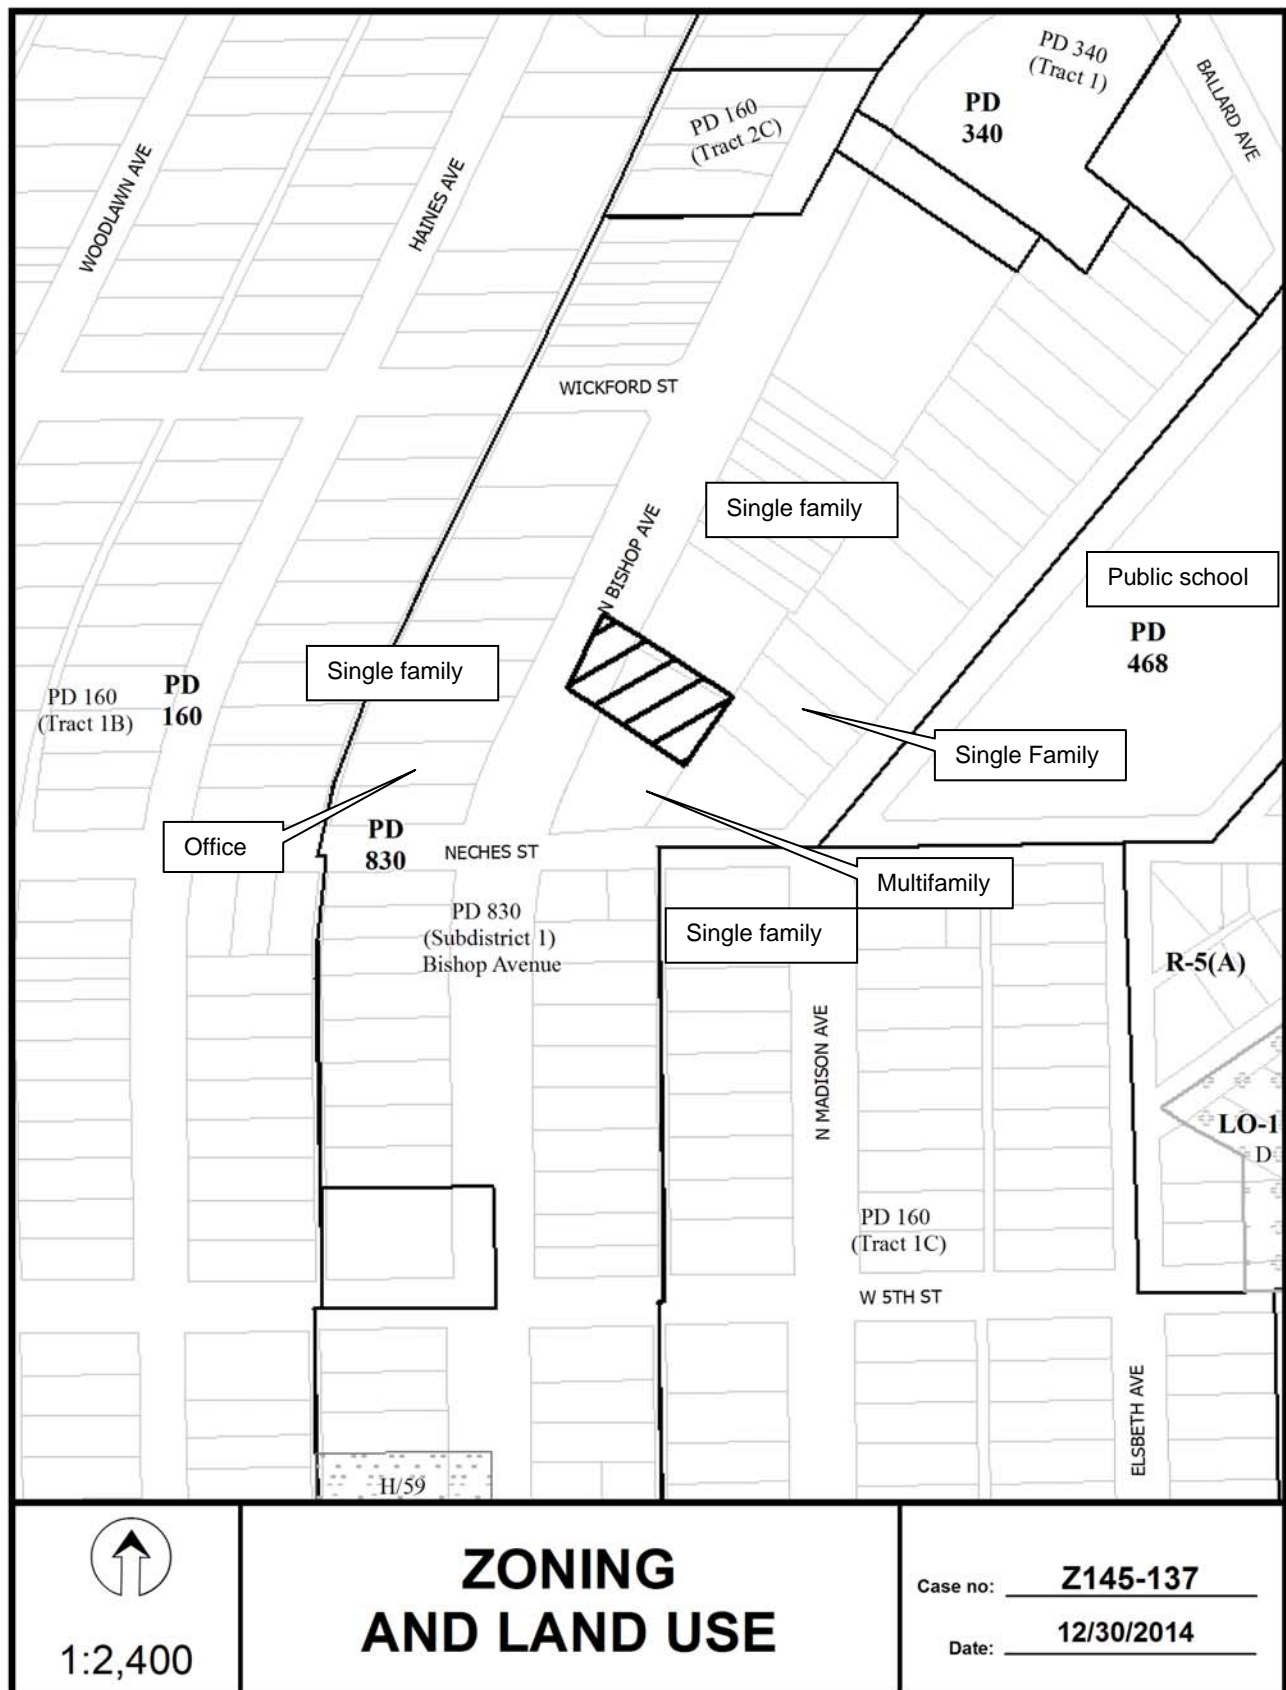 PD 340
(Tract 1)
BALLARD AVE
PD
340
PD 160
(Tract 2C)
WOODLAWN AVE
HAINES AVE
WICKFORD ST
Single family
N BISHOP AVE
Public school
PD
468
Single family
PD 160
(Tract 1B)
PD
160
Single Family
Office
PD
830
NECHES ST
Multifamily
PD 830
(Subdistrict 1)
Bishop Avenue
Single family
R-5(A)
N MADISON AVE
LO-1
D
PD 160
(Tract 1C)
W 5TH ST
ELSBETH AVE
H/59
1:2,400
ZONING
AND LAND USE
Case no: Z145-137
Date: 12/30/2014